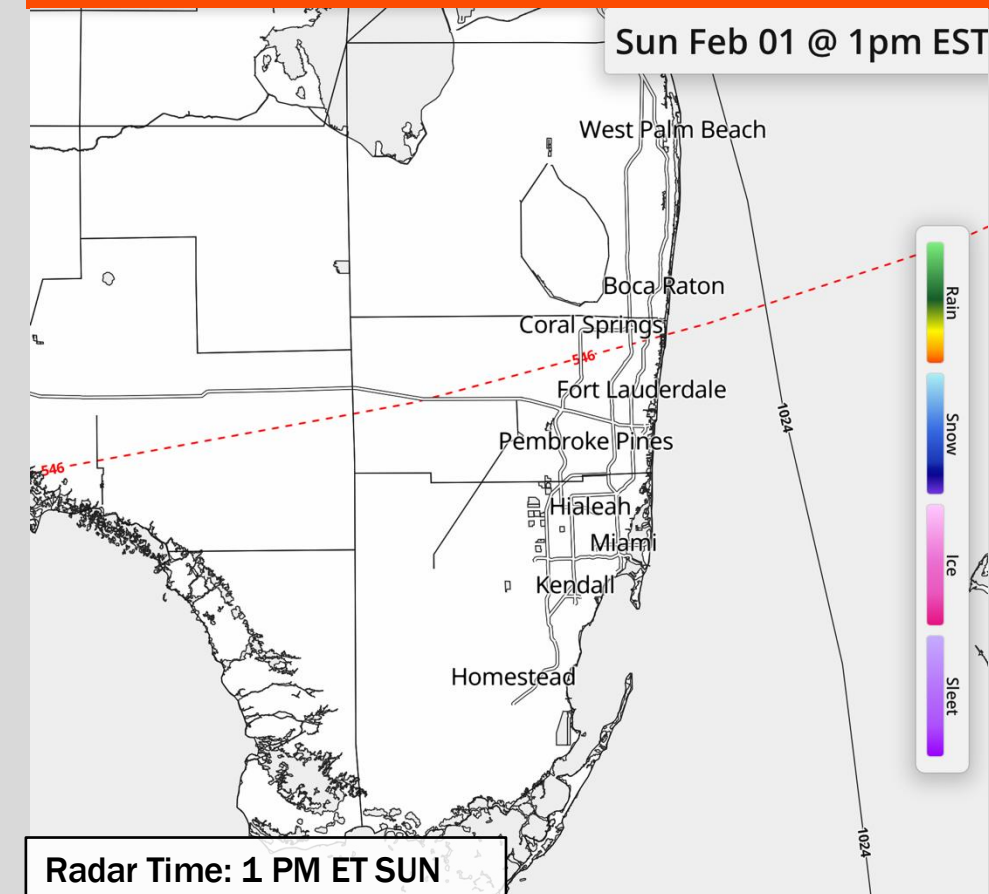 Sun Feb 01 @ 1pm EST
West Palm Beach
Rain
Boca Raton
Coral Springs
546
Fort Lauderdale
Snow
1024
Pembroke Pines
546
Hialeah
Miami
Ice
Kendall
Homestead
Sleet
1024
Radar Time: 1 PM ET SUN